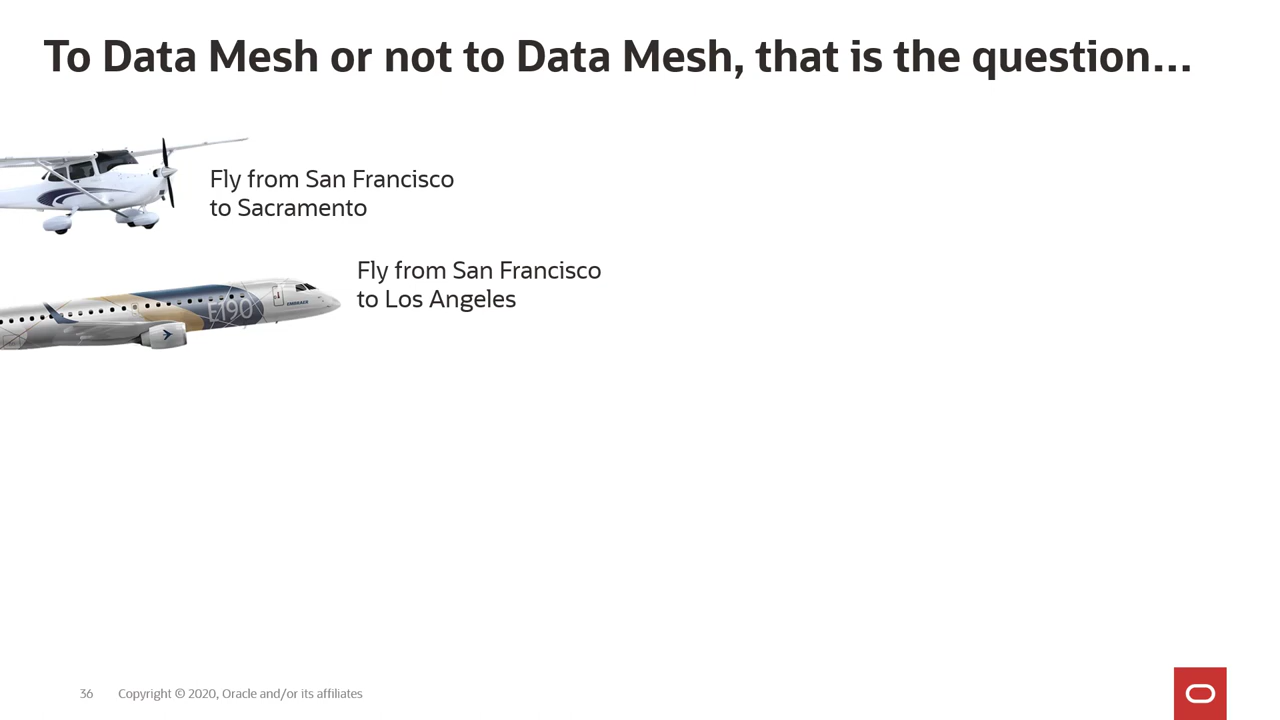 To Data Mesh or not to Data Mesh, that is the question...
Fly from San Francisco
to Sacramento
Fly from San Francisco
to Los Angeles
E190
EMBRAER
36 Copyright © 2020, Oracle and/or its affiliates